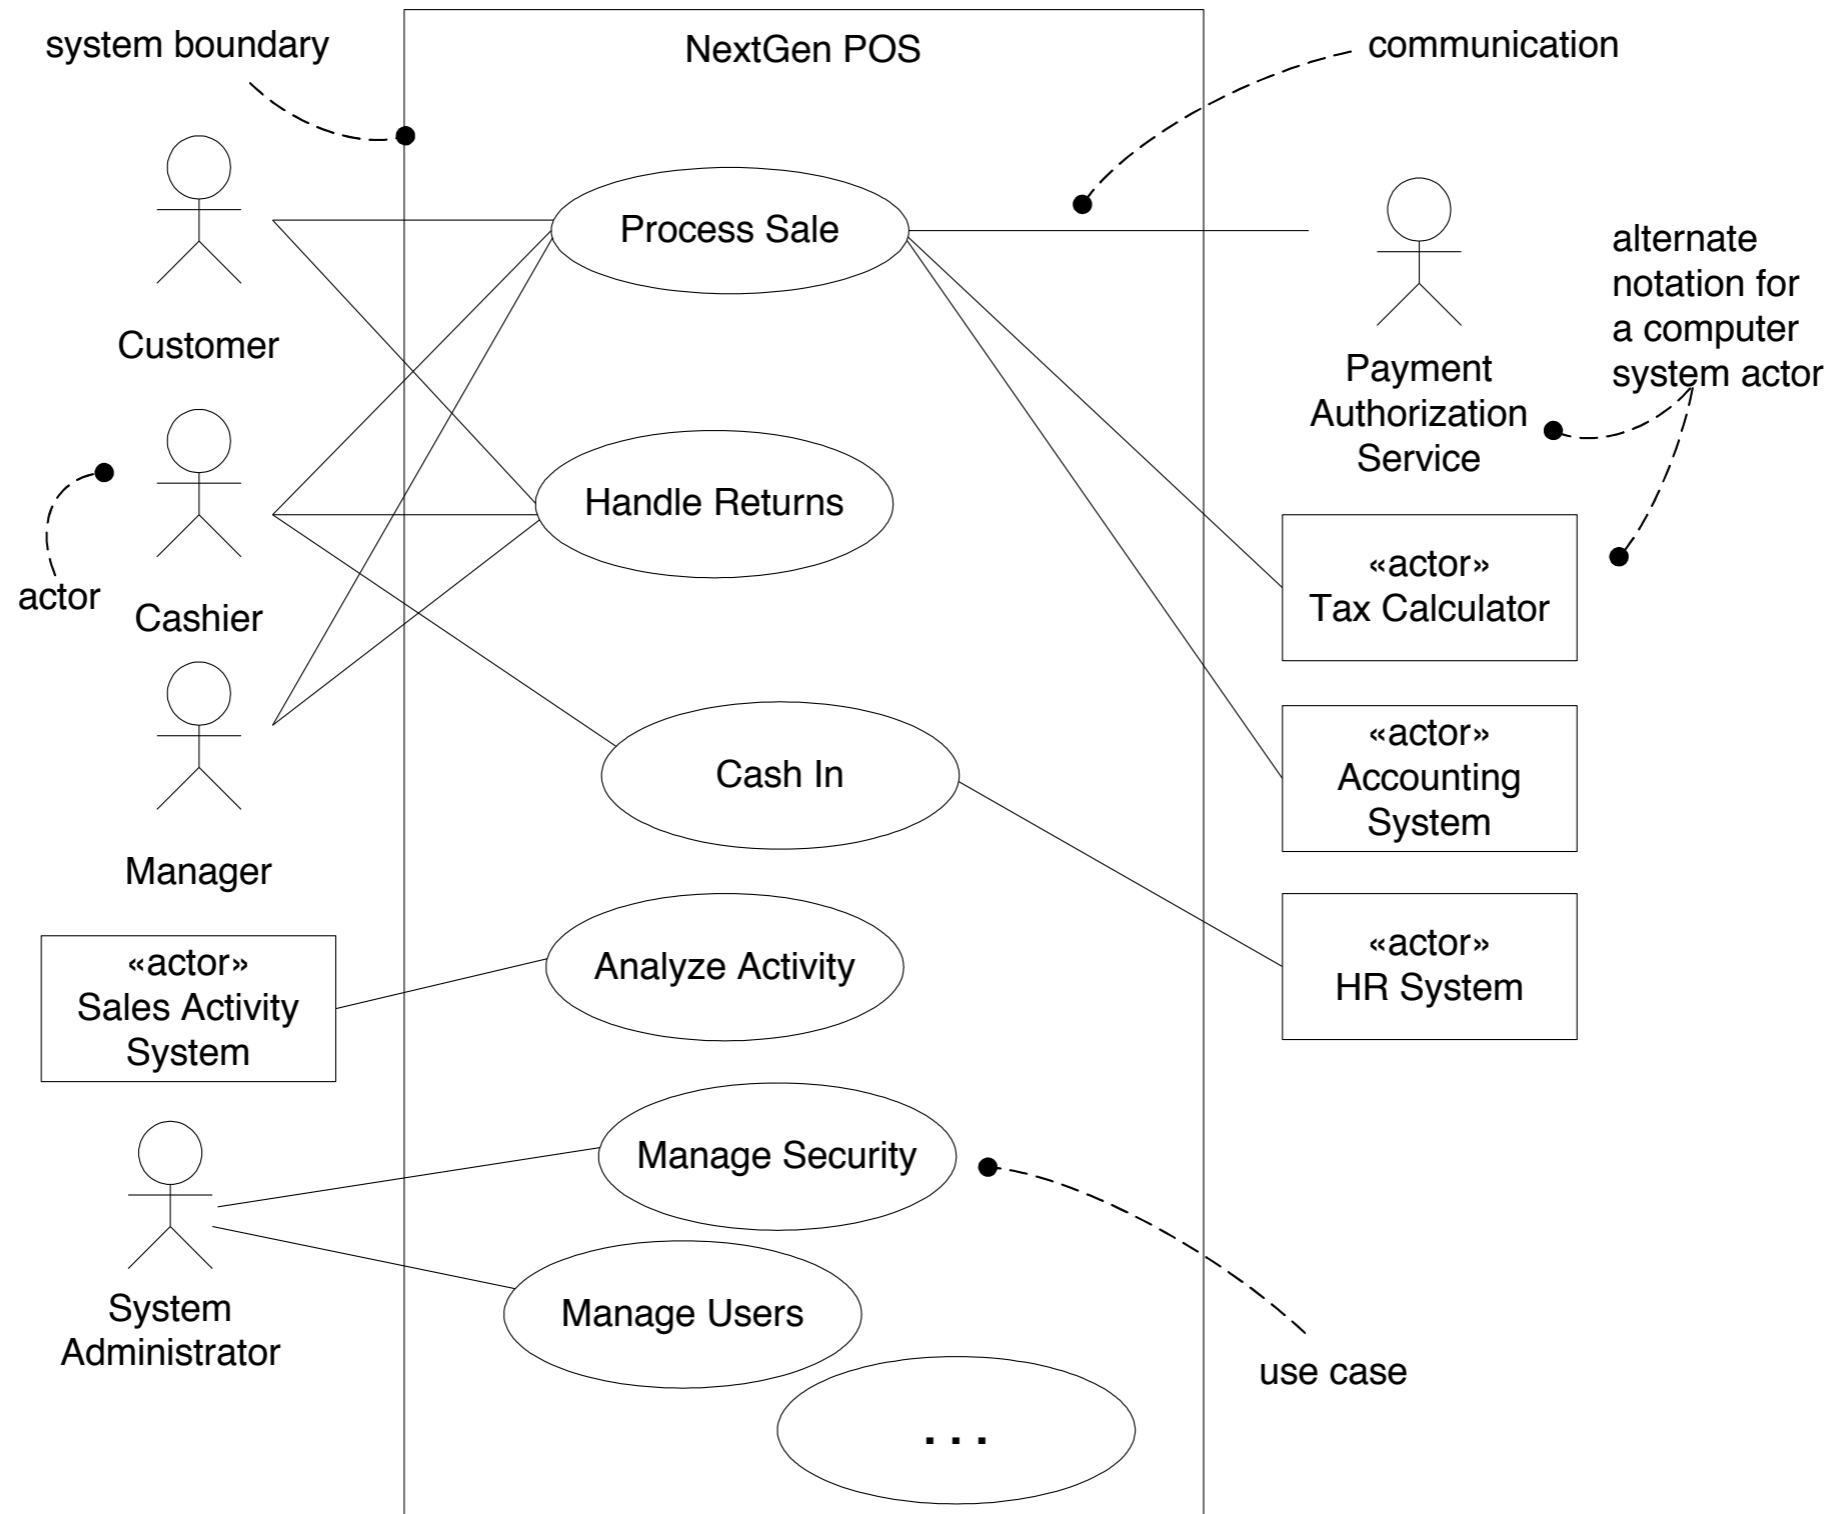 system boundary
NextGen POS
communication
Process Sale
alternate
notation for
a computer
system actor
Customer
Payment
Authorization
Service
Handle Returns
«actor»
Tax Calculator
actor
Cashier
«actor»
Accounting
System
Cash In
Manager
«actor»
Sales Activity
System
Analyze Activity
«actor»
HR System
Manage Security
System
Administrator
Manage Users
use case
. . .